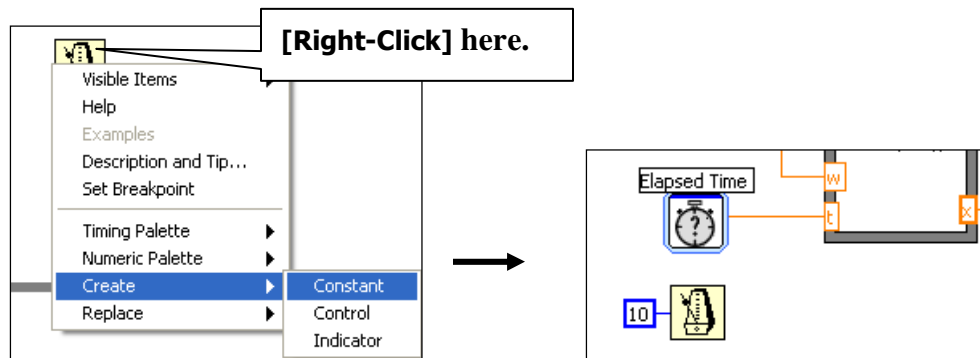 [Right-Click] here.
Visible Items
Help
Examples
Description and Tip...
Set Breakpoint
Timing Palette
Numeric Palette
Create
Replace
Constant
Control
Indicator
Elapsed Time
w
t
x
?
10